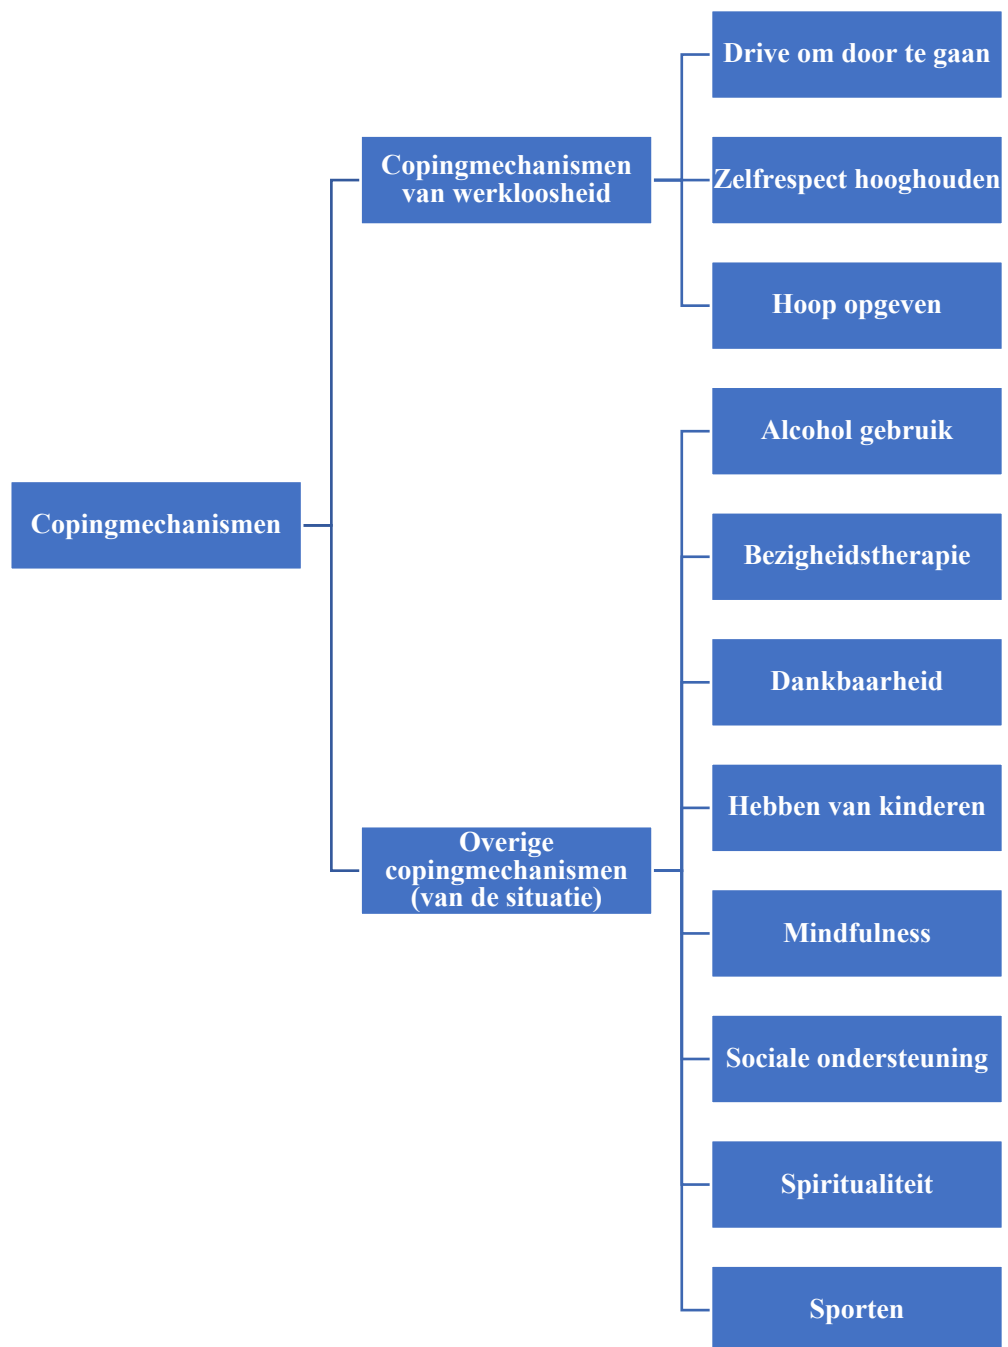 Copingmechanismen
Copingmechanismen
van werkloosheid
Drive om door te gaan
Zelfrespect hooghouden
Hoop opgeven
Overige
copingmechanismen
(van de situatie)
Alcohol gebruik
Bezigheidstherapie
Dankbaarheid
Hebben van kinderen
Mindfulness
Sociale ondersteuning
Spiritualiteit
Sporten